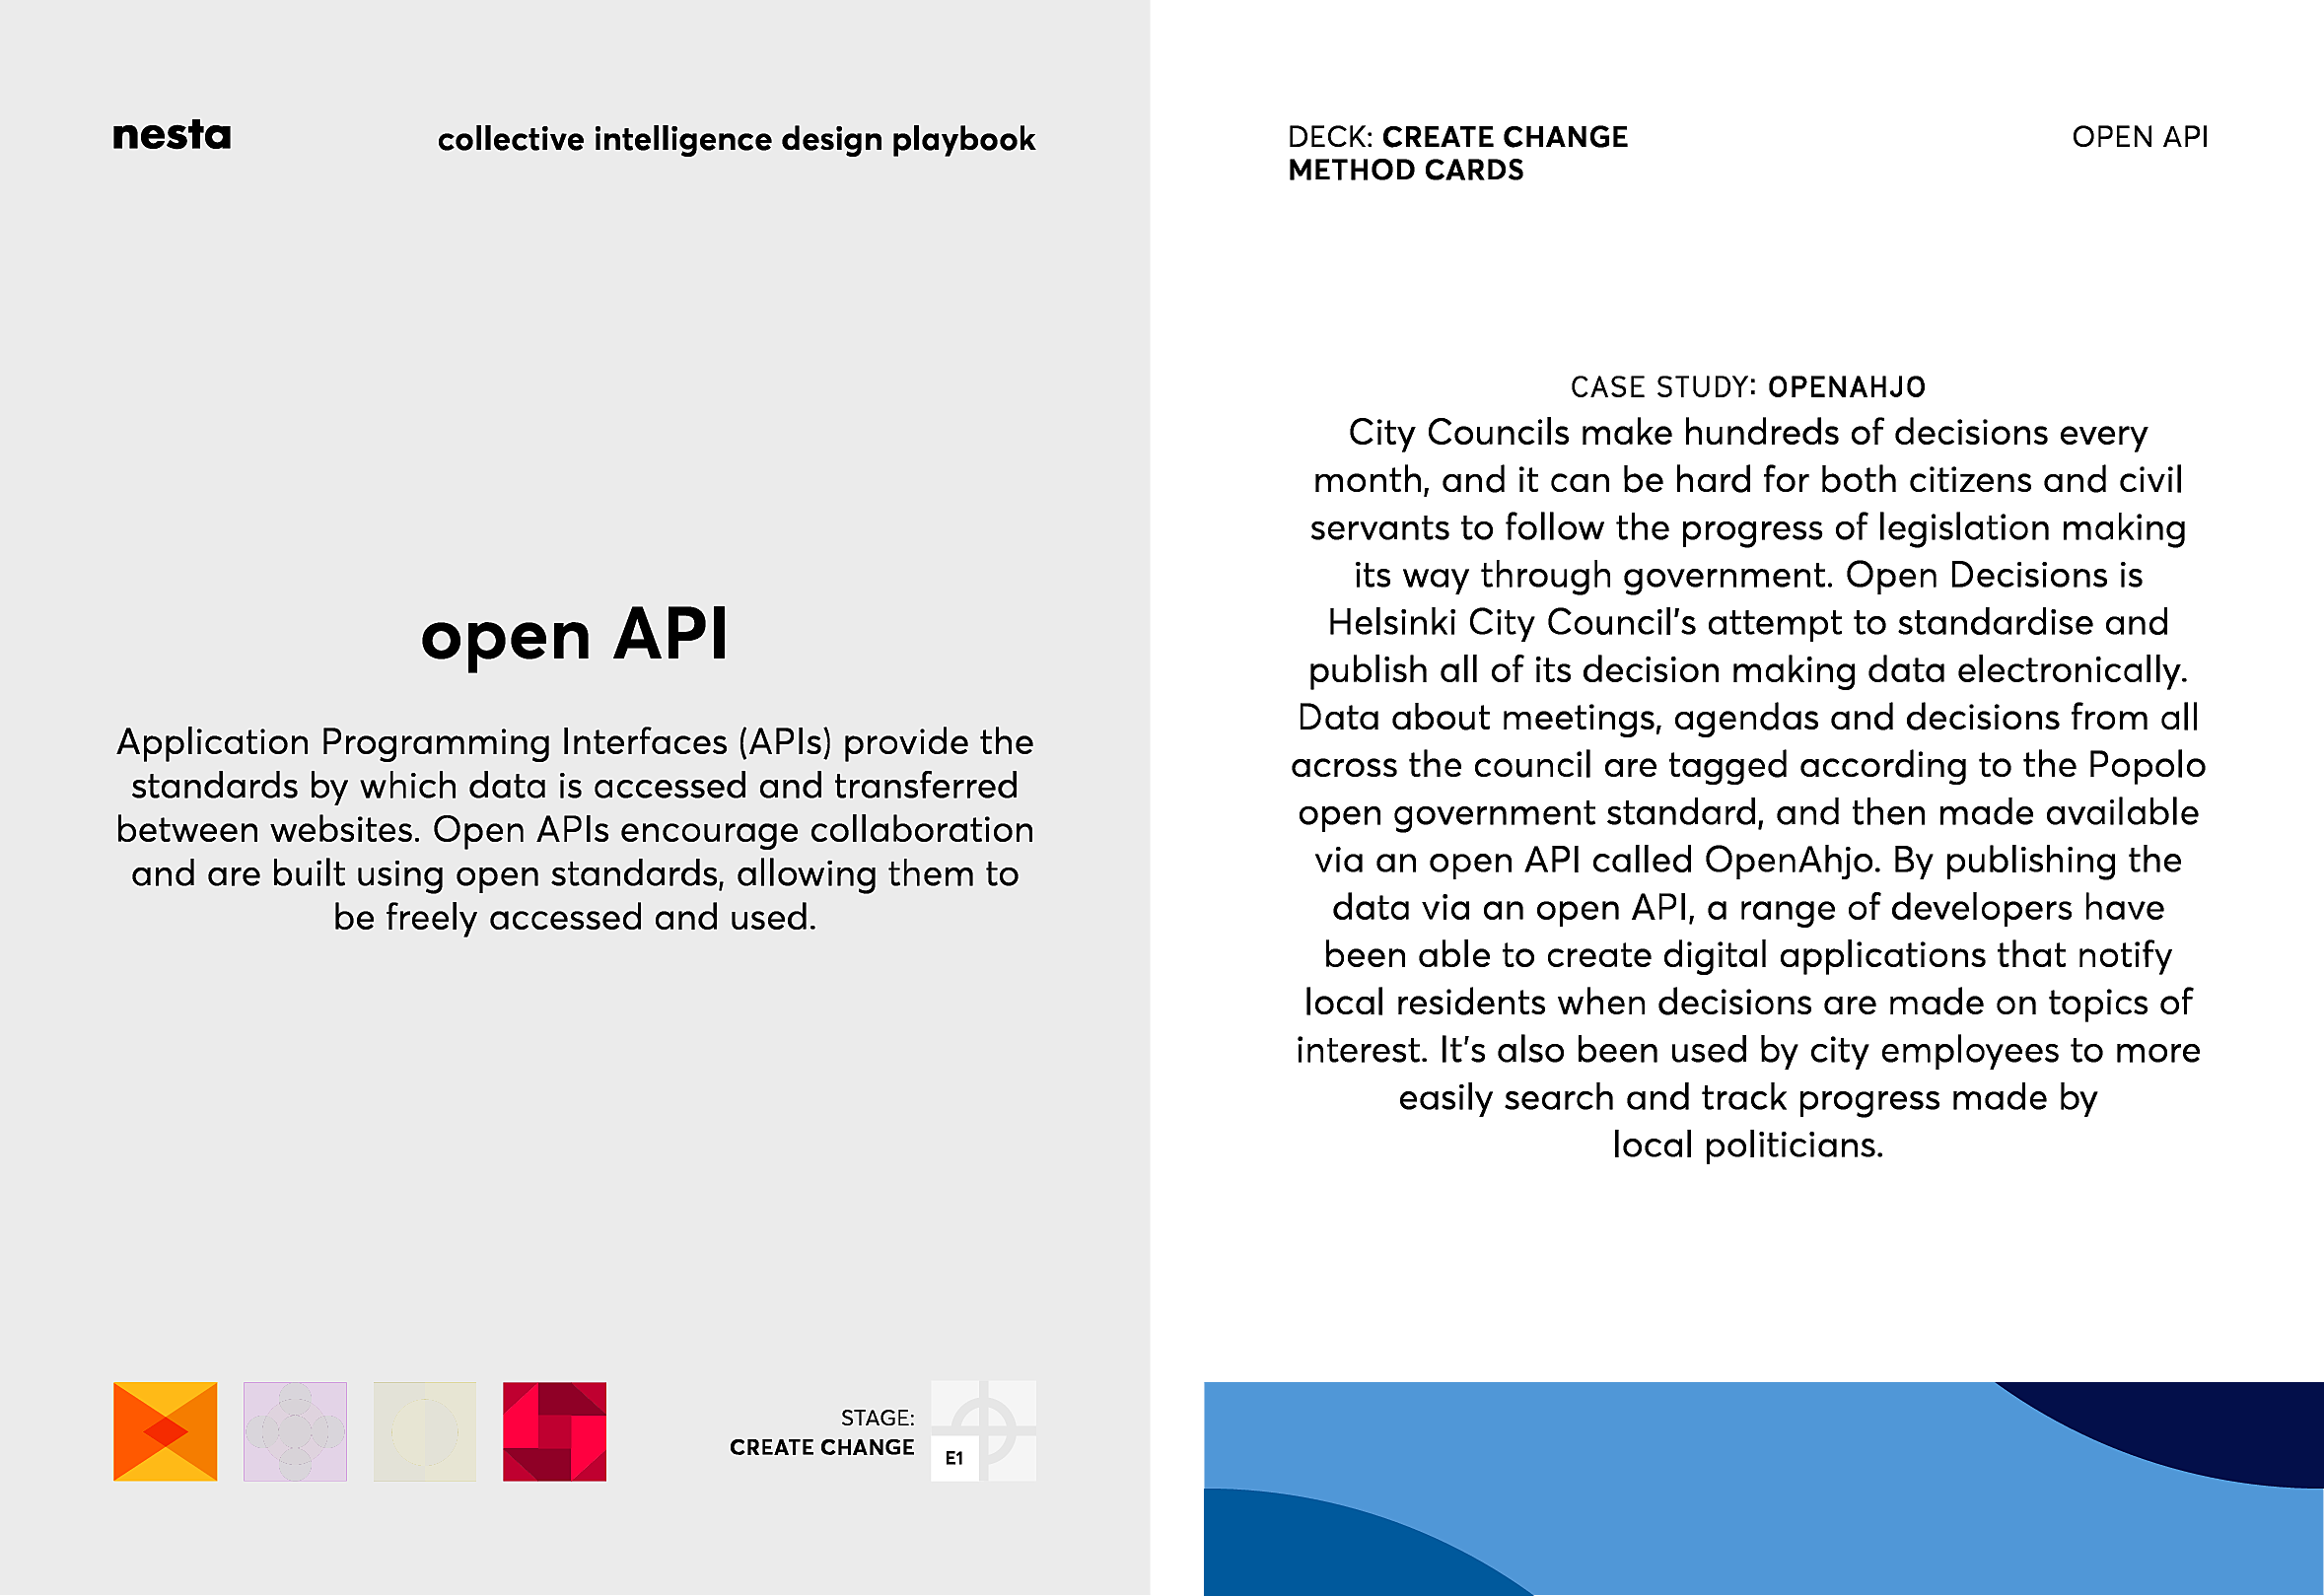 nesta
collective intelligence design playbook
open API
Application Programming Interfaces (APIs) provide the
standards by which data is accessed and transferred
between websites. Open APIs encourage collaboration
and are built using open standards, allowing them to
be freely accessed and used.
STAGE:
CREATE CHANGE
E1
DECK: CREATE CHANGE
METHOD CARDS
OPEN API
CASE STUDY: OPENAHJO
City Councils make hundreds of decisions every
month, and it can be hard for both citizens and civil
servants to follow the progress of legislation making
its way through government. Open Decisions is
Helsinki City Council's attempt to standardise and
publish all of its decision making data electronically.
Data about meetings, agendas and decisions from all
across the council are tagged according to the Popolo
open government standard, and then made available
via an open API called OpenAhjo. By publishing the
data via an open API, a range of developers have
been able to create digital applications that notify
local residents when decisions are made on topics of
interest. It's also been used by city employees to more
easily search and track progress made by
local politicians.